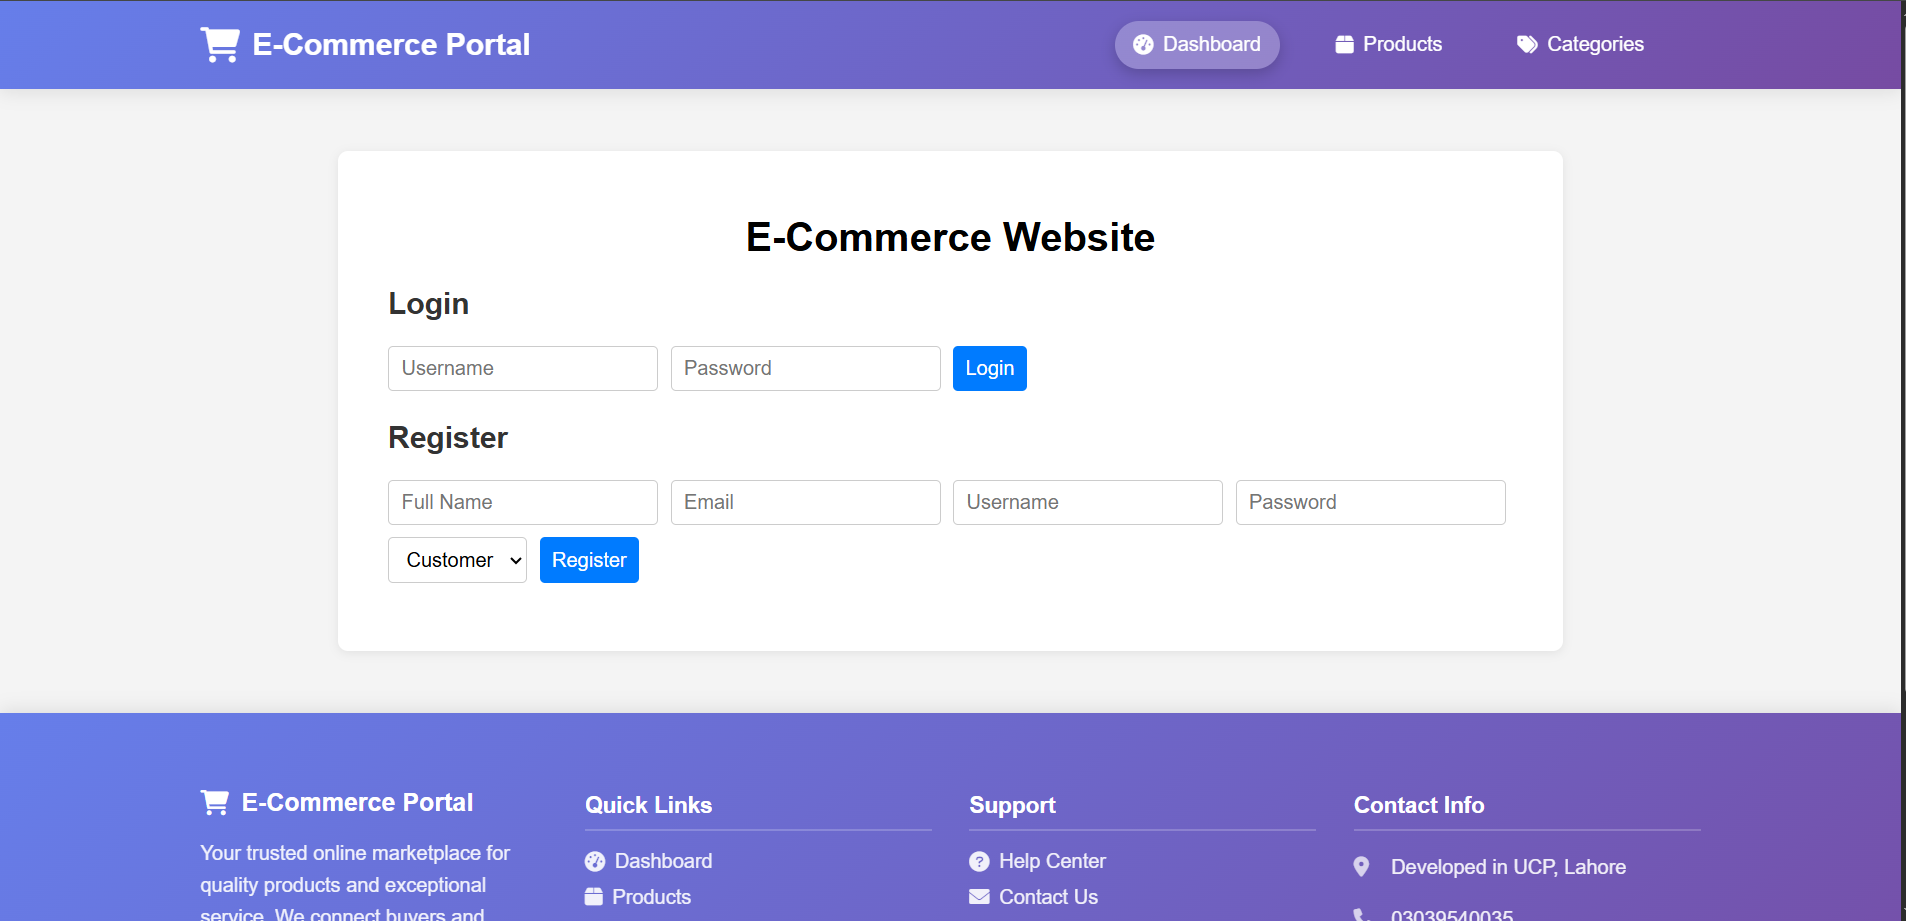 E-Commerce Portal
Dashboard
Products
Categories
E-Commerce Website
Login
Username
Password
Login
Register
Full Name
Email
Username
Password
Customer
Register
E-Commerce Portal
Your trusted online marketplace for
quality products and exceptional
service. We connect buyers and
Quick Links
Dashboard
Products
Support
Help Center
Contact Us
Contact Info
Developed in UCP, Lahore
03039540035